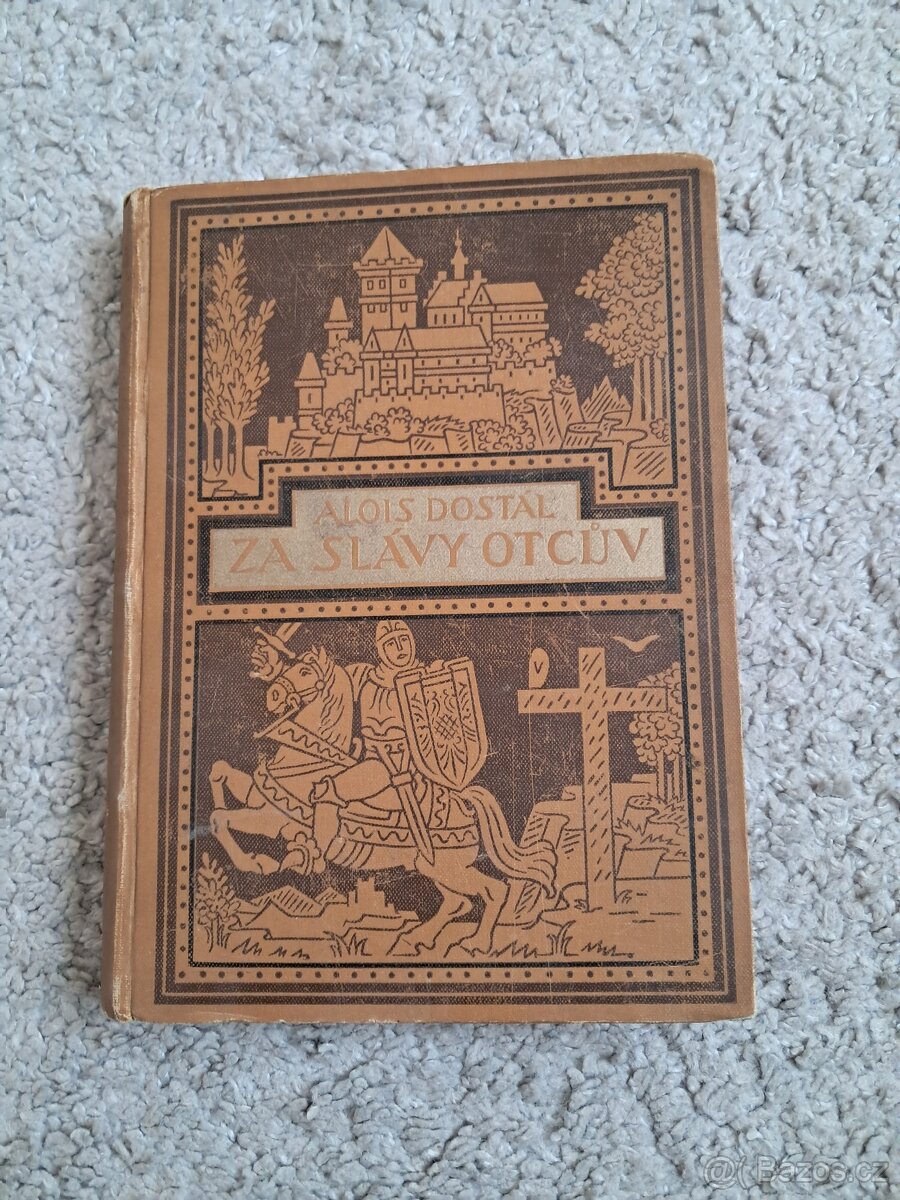 ALOIS DOSTÁL
ZA SLÁVY OTCŮV
V
@( Bazos.cz